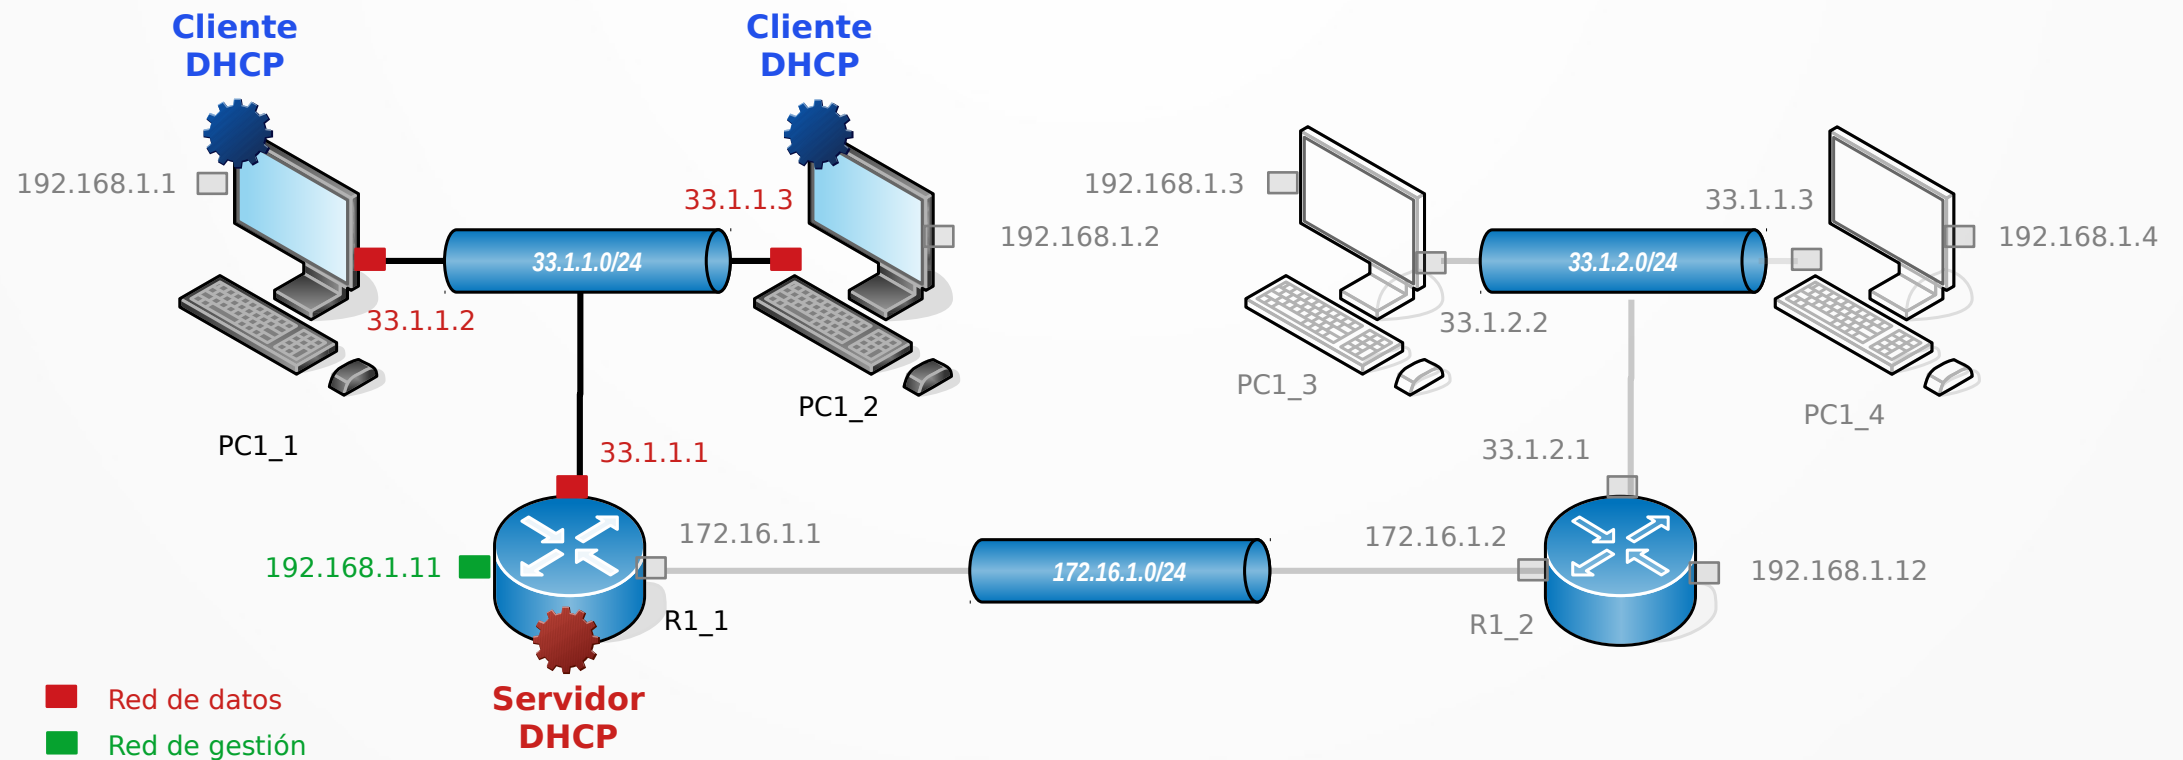 Cliente
DHCP
Cliente
DHCP
192.168.1.1
33.1.1.3
192.168.1.2
192.168.1.3
33.1.1.3
192.168.1.4
33.1.1.0/24
33.1.2.0/24
33.1.1.2
33.1.2.2
PC1_1
PC1_2
PC1_3
PC1_4
33.1.1.1
33.1.2.1
192.168.1.11
172.16.1.1
172.16.1.0/24
172.16.1.2
192.168.1.12
R1_1
R1_2
Servidor
DHCP
Red de datos
Red de gestión